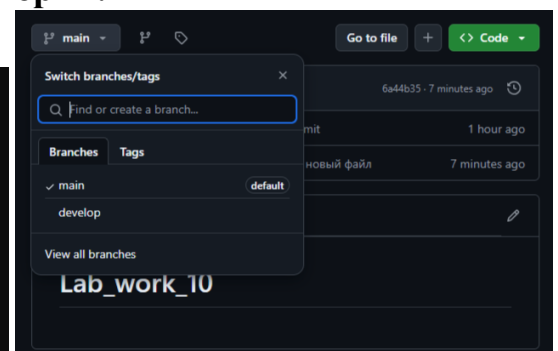 main
Go to file
Code
Switch branches/tags
6a44b35 · 7 minutes ago
Find or create a branch...
mit
1 hour ago
Branches
Tags
новый файл
7 minutes ago
main
default
develop
View all branches
Lab_work_10